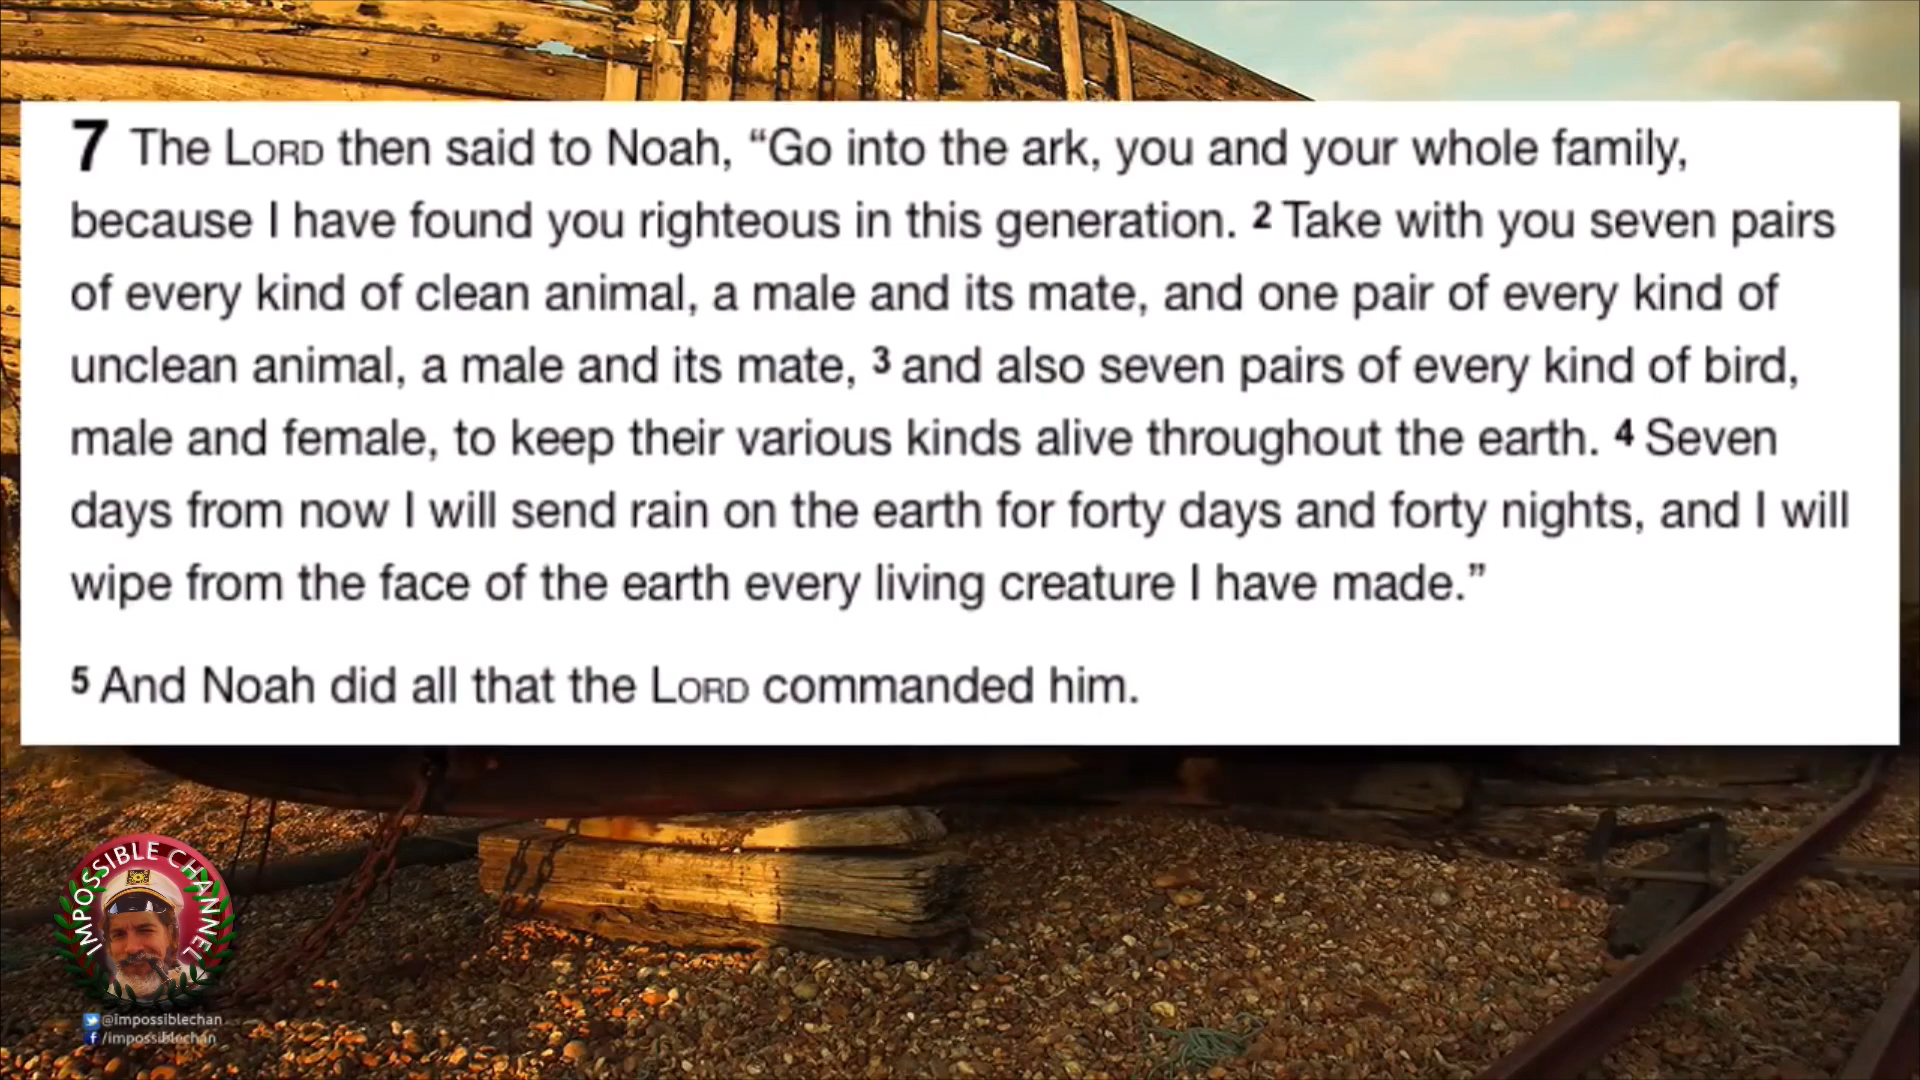 7 The LORD then said to Noah, “Go into the ark, you and your whole family,
because I have found you righteous in this generation. 2 Take with you seven pairs
of every kind of clean animal, a male and its mate, and one pair of every kind of
unclean animal, a male and its mate, 3 and also seven pairs of every kind of bird,
male and female, to keep their various kinds alive throughout the earth. 4 Seven
days from now I will send rain on the earth for forty days and forty nights, and I will
wipe from the face of the earth every living creature I have made.”
5 And Noah did all that the LORD commanded him.
IMPOSSIBLE CHANNEL
@impossiblechan
/impossiblechan